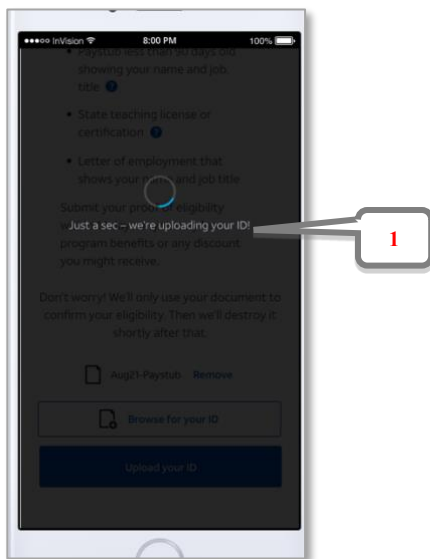 InVision 8:00 PM 100%
Paystub less than 90 days old
showing your name and job
title ?
State teaching license or
certification ?
Letter of employment that
shows your name and job title
Submit your proof of eligibility
Just a sec – we're uploading your ID!
program benefits or any discount
you might receive.
Don't worry! We'll only use your document to
confirm your eligibility. Then we'll destroy it
shortly after that.
Aug21-Paystub Remove
Browse for your ID
Upload your ID
1